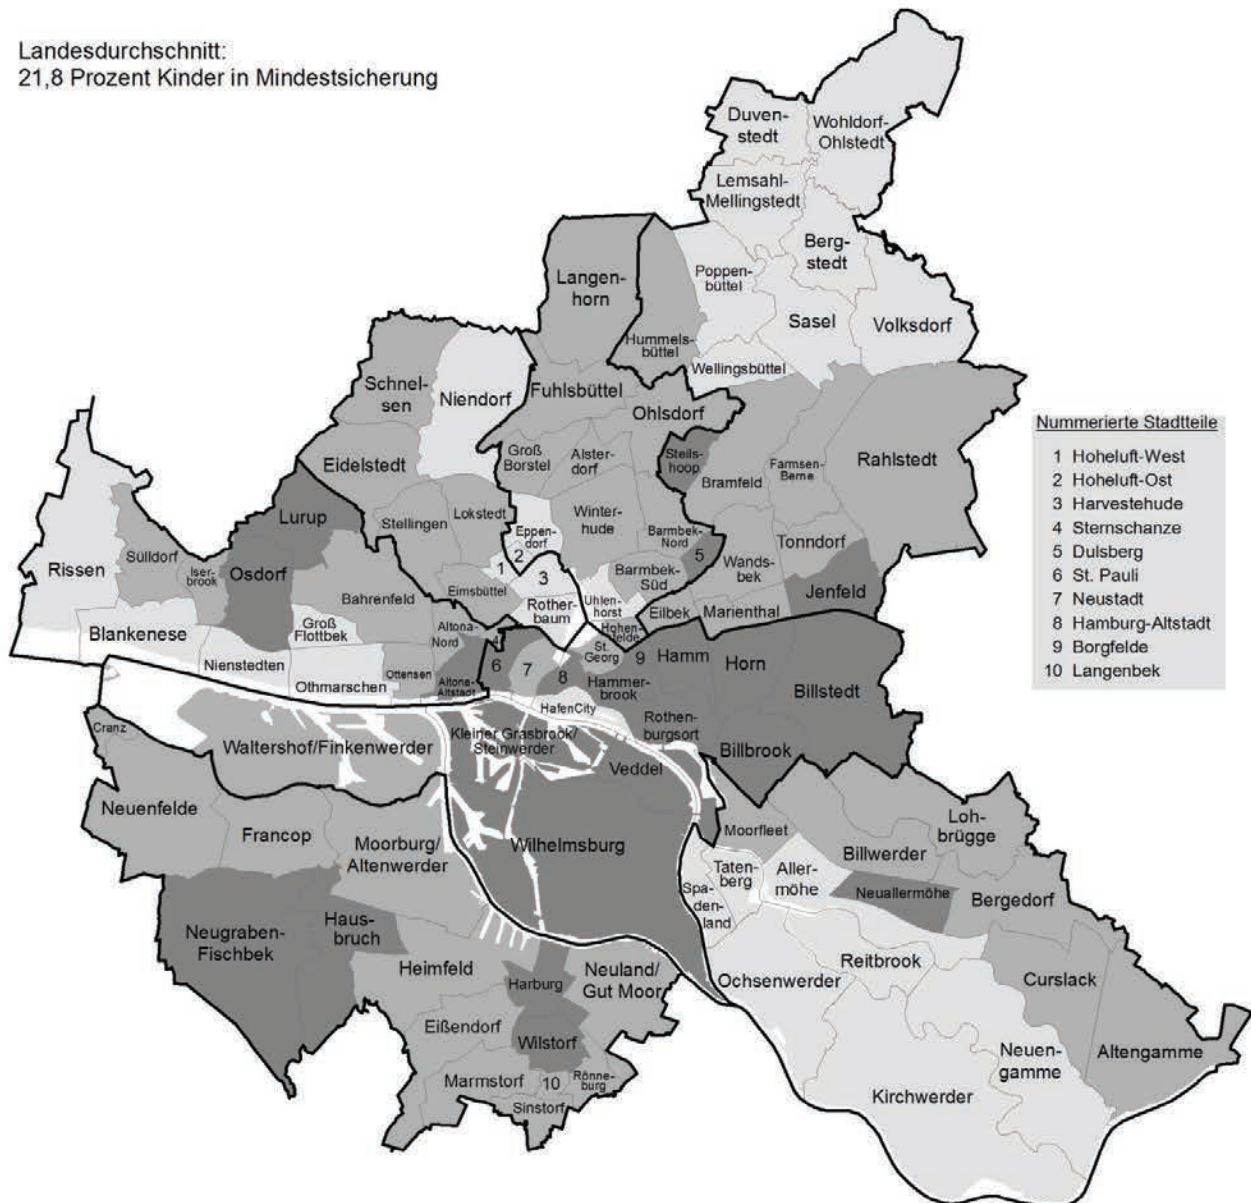 Landesdurchschnitt:
21,8 Prozent Kinder in Mindestsicherung
Duven-
stedt
Wohldorf-
Ohlstedt
Lemsahl-
Mellingstedt
Berg-
stedt
Poppen-
büttel
Sasel
Volksdorf
Langen-
horn
Hummels-
büttel
Wellingsbüttel
Schnel-
sen
Niendorf
Fuhlsbüttel
Ohlsdorf
Eidelstedt
Groß
Borstel
Alster-
dorf
Steils-
hoop
Bramfeld
Farmsen-
Berne
Rahlstedt
Nummerierte Stadtteile
1 Hoheluft-West
2 Hoheluft-Ost
3 Harvestehude
4 Sternschanze
5 Dulsberg
6 St. Pauli
7 Neustadt
8 Hamburg-Altstadt
9 Borgfelde
10 Langenbek
Lurup
Stellingen
Lokstedt
Eppen-
dorf
Winter-
hude
Barmbek-
Nord
5
Tonndorf
Sülldorf
Iser-
brook
Osdorf
Rissen
1
2
3
Barmbek-
Süd
Wands-
bek
Jenfeld
Bahrenfeld
Eimsbüttel
Rother-
baum
Uhlen-
horst
Eilbek
Marienthal
Blankenese
Groß
Flottbek
Altona-
Nord
4
Hohen-
felde
St.
Georg
9
Hamm
Horn
Billstedt
Nienstedten
Othmarschen
Ottensen
Altona-
Altstadt
6
7
8
Hammer-
brook
HafenCity
Rothen-
burgsort
Billbrook
Cranz
Waltershof/Finkenwerder
Kleiner Grasbrook/
Steinwerder
Veddel
Neuenfelde
Francop
Moorburg/
Altenwerder
Wilhelmsburg
Moorfleet
Billwerder
Loh-
brügge
Taten-
berg
Aller-
möhe
Neuallermöhe
Bergedorf
Spa-
den-
land
Neugraben-
Fischbek
Haus-
bruch
Heimfeld
Harburg
Neuland/
Gut Moor
Ochsenwerder
Reitbrook
Curslack
Eißendorf
Wilstorf
Neuen-
gamme
Altengamme
Marmstorf
10
Rönne-
burg
Sinstorf
Kirchwerder